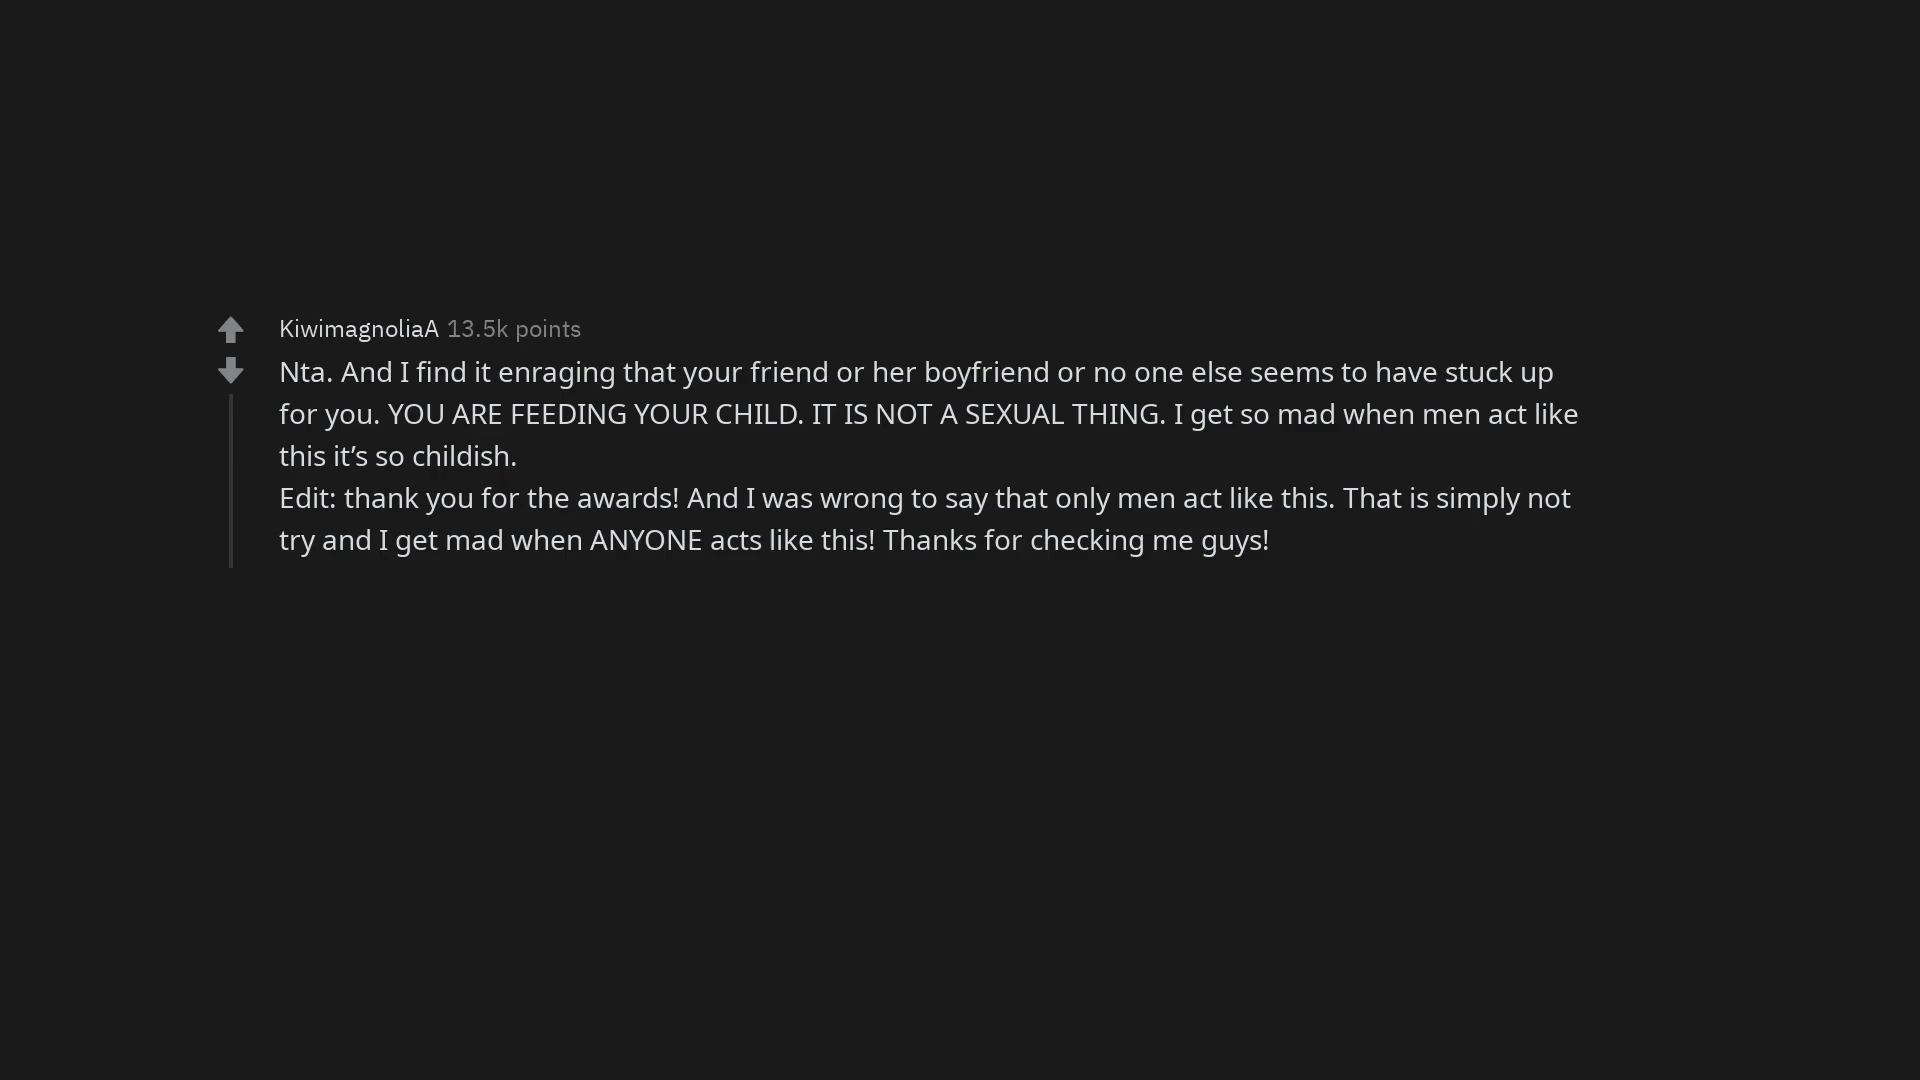 KiwimagnoliaA 13.5k points
Nta. And I find it enraging that your friend or her boyfriend or no one else seems to have stuck up
for you. YOU ARE FEEDING YOUR CHILD. IT IS NOT A SEXUAL THING. I get so mad when men act like
this it’s so childish.
Edit: thank you for the awards! And I was wrong to say that only men act like this. That is simply not
try and I get mad when ANYONE acts like this! Thanks for checking me guys!